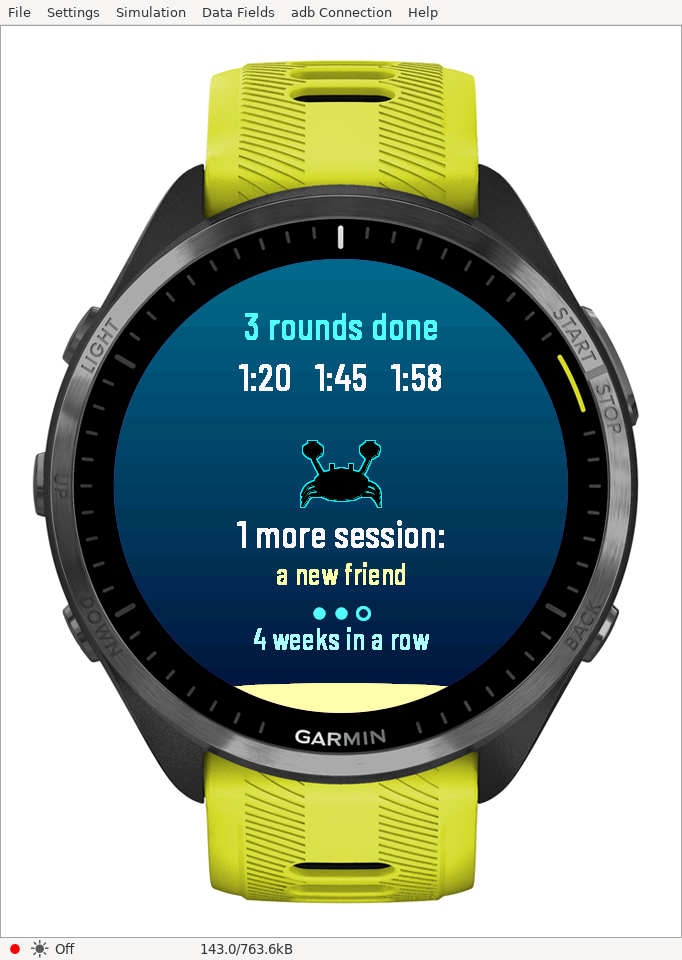 File Settings Simulation Data Fields adb Connection Help
LIGHT
START
STOP
UP
DOWN
BACK
3 rounds done
1:20 1:45 1:58
1 more session:
a new friend
4 weeks in a row
GARMIN
Off 143.0/763.6kB